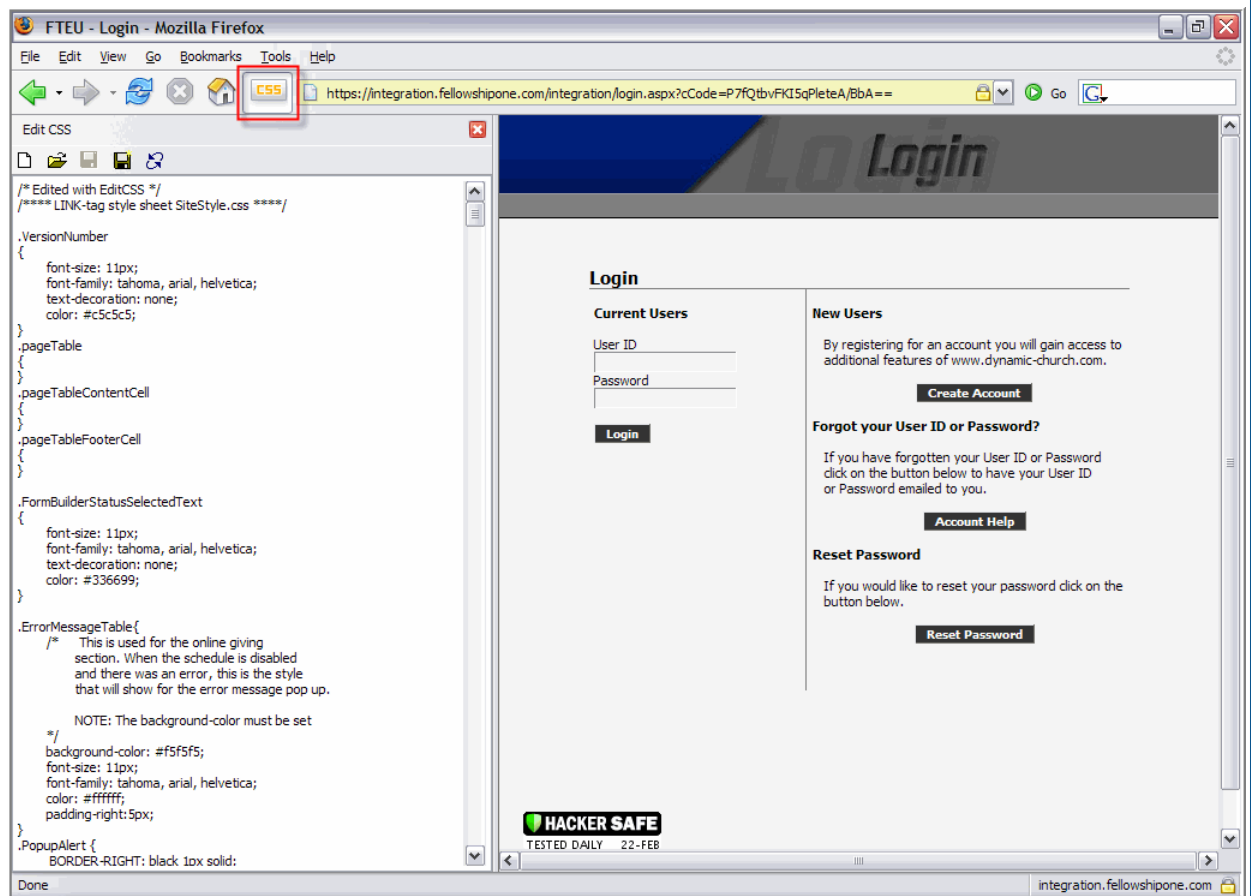 FTEU - Login - Mozilla Firefox
File Edit View Go Bookmarks Tools Help
CSS https://integration.fellowshipone.com/integration/login.aspx?cCode=P7fQtbvFKI5qPleteA/BbA== Go G
Edit CSS
/* Edited with EditCSS */
/**** LINK-tag style sheet SiteStyle.css ****/
.VersionNumber
{
font-size: 11px;
font-family: tahoma, arial, helvetica;
text-decoration: none;
color: #c5c5c5;
}
.pageTable
{
}
.pageTableContentCell
{
}
.pageTableFooterCell
{
}
.FormBuilderStatusSelectedText
{
font-size: 11px;
font-family: tahoma, arial, helvetica;
text-decoration: none;
color: #336699;
}
.ErrorMessageTable{
/* This is used for the online giving
section. When the schedule is disabled
and there was an error, this is the style
that will show for the error message pop up.
NOTE: The background-color must be set
*/
background-color: #f5f5f5;
font-size: 11px;
font-family: tahoma, arial, helvetica;
color: #ffffff;
padding-right:5px;
}
.PopupAlert {
BORDER-RIGHT: black 1px solid;
Login
Login
Login
Current Users
User ID
Password
Login
New Users
By registering for an account you will gain access to
additional features of www.dynamic-church.com.
Create Account
Forgot your User ID or Password?
If you have forgotten your User ID or Password
click on the button below to have your User ID
or Password emailed to you.
Account Help
Reset Password
If you would like to reset your password click on the
button below.
Reset Password
HACKER SAFE
TESTED DAILY 22-FEB
Done
integration.fellowshipone.com